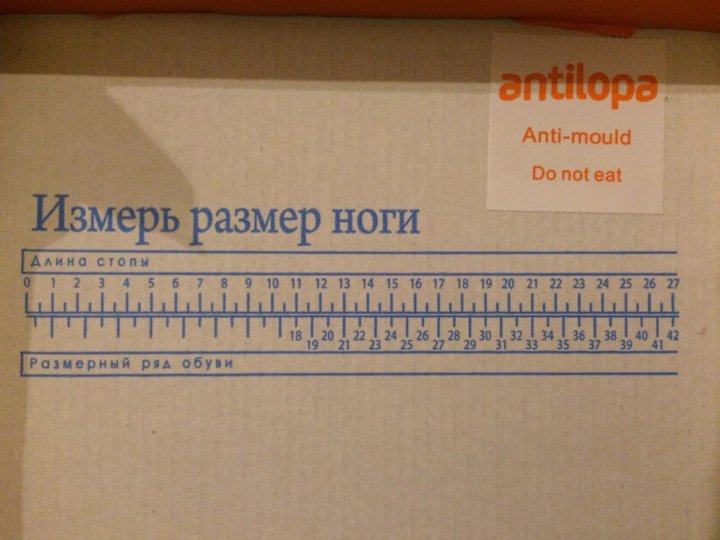 antilopa
Anti-mould
Do not eat
Измерь размер ноги
Длина стопы
0 1 2 3 4 5 6 7 8 9 10 11 12 13 14 15 16 17 18 19 20 21 22 23 24 25 26 27
18 20 22 24 26 28 30 32 34 36 38 40 42
19 21 23 25 27 29 31 33 35 37 39 41
Размерный ряд обуви